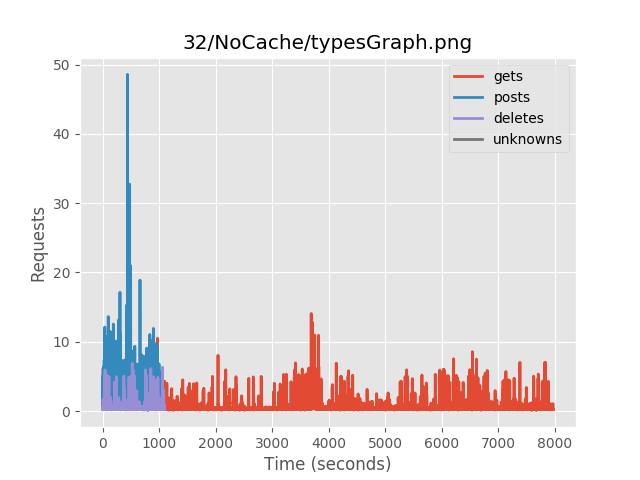 32/NoCache/typesGraph.png
50
40
30
20
10
0
Requests
gets
posts
deletes
unknowns
0 1000 2000 3000 4000 5000 6000 7000 8000
Time (seconds)